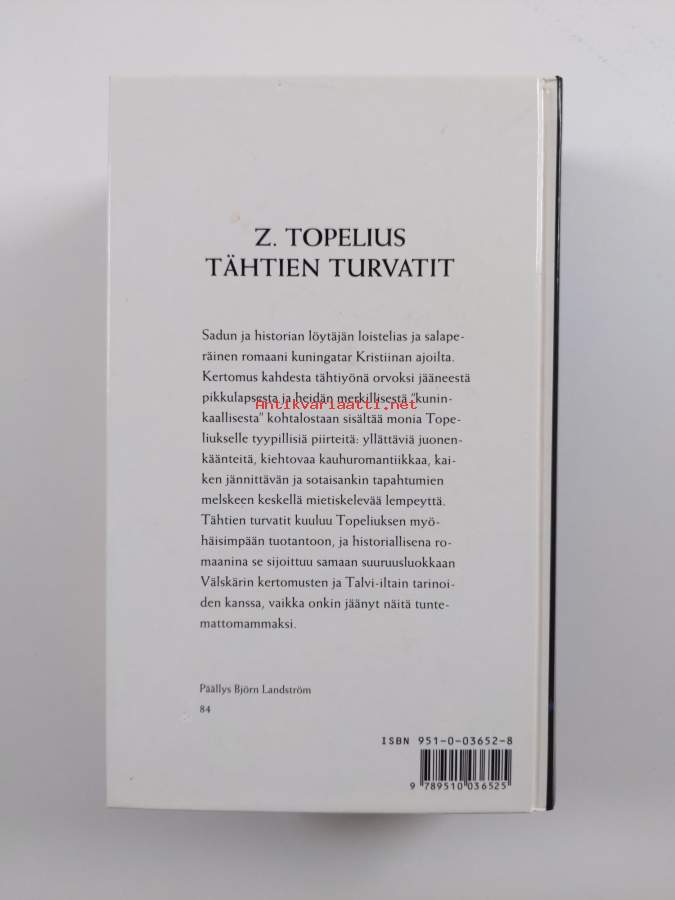 Z. TOPELIUS
TÄHTIEN TURVATIT
Sadun ja historian löytäjän loistelias ja salape-
räinen romaani kuningatar Kristiinan ajoilta.
Kertomus kahdesta tähtiyönä orvoksi jääneestä
pikkulapsesta ja heidän merkillisestä "kunin-
Antikvariaatti.net
kaallisesta" kohtalostaan sisältää monia Tope-
liukselle tyypillisiä piirteitä: yllättäviä juonen-
käänteitä, kiehtovaa kauhuromantiikkaa, kai-
ken jännittävän ja sotaisankin tapahtumien
melskeen keskellä mietiskelevää lempeyttä.
Tähtien turvatit kuuluu Topeliuksen myö-
häisimpään tuotantoon, ja historiallisena ro-
maanina se sijoittuu samaan suuruusluokkaan
Välskärin kertomusten ja Talvi-iltain tarinoi-
den kanssa, vaikka onkin jäänyt näitä tunte-
mattomammaksi.
Päällys Björn Landström
84
ISBN 951-0-03652-8
9 789510 036525